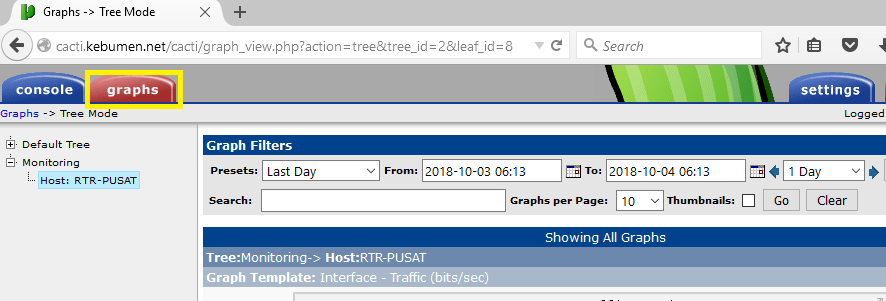 Graphs -> Tree Mode
cacti.kebumen.net/cacti/graph_view.php?action=tree&tree_id=2&leaf_id=8
Search
console graphs settings
Graphs -> Tree Mode Logged
Default Tree
Monitoring
Host: RTR-PUSAT
Graph Filters
Presets: Last Day From: 2018-10-03 06:13 To: 2018-10-04 06:13 1 Day
Search: Graphs per Page: 10 Thumbnails: Go Clear
Showing All Graphs
Tree:Monitoring-> Host:RTR-PUSAT
Graph Template: Interface - Traffic (bits/sec)